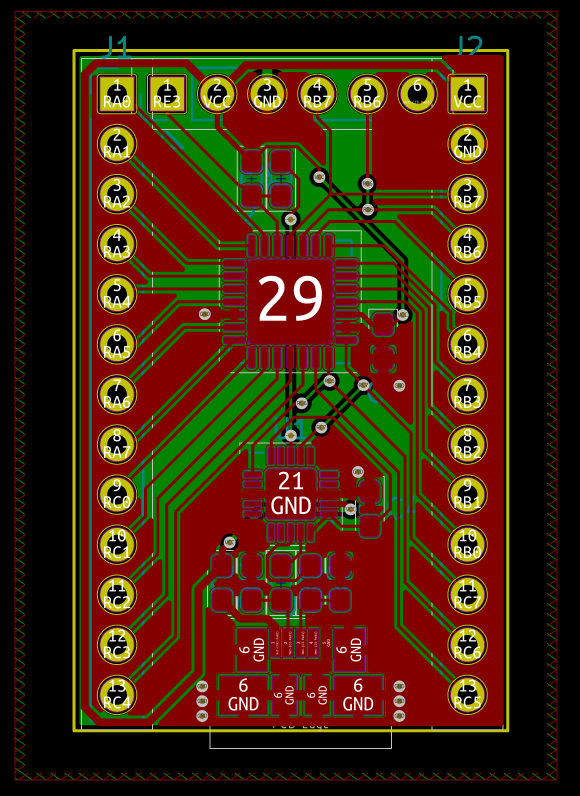 J1 J2
1 RA0
1 RE3
2 VCC
3 GND
4 RB7
5 RB6
6
1 VCC
2 RA1
2 GND
3 RA2
3 RB7
4 RA3
4 RB6
5 RA4
5 RB5
6 RA5
6 RB4
7 RA6
7 RB3
8 RA7
8 RB2
9 RC0
9 RB1
10 RC1
10 RB0
11 RC2
11 RC7
12 RC3
12 RC6
13 RC4
13 RC5
29
21
GND
6 GND
6 GND
6
GND
6 GND
6 GND
6
GND